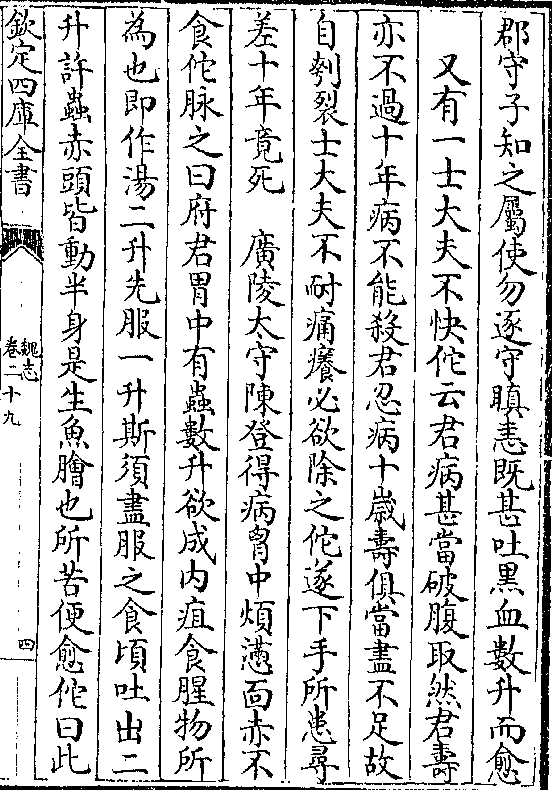 郡守子知之屬使勿逐守瞋恚既甚吐黑血數升而愈
又有一士大夫不快佗云君病甚當破腹取然君壽
亦不過十年病不能殺君忍病十歲壽俱當盡不足故
自刳裂士大夫不耐痛癢必欲除之佗遂下手所患尋
差十年竟死　廣陵太守陳登得病胷中煩懣面赤不
食佗脉之曰府君胃中有蟲數升欲成内疽食腥物所
為也即作湯二升先服一升斯須盡服之食頃吐出二
升許蟲赤頭皆動半身是生魚膾也所苦便愈佗曰此
欽定四庫全書
魏志
卷二十九
四